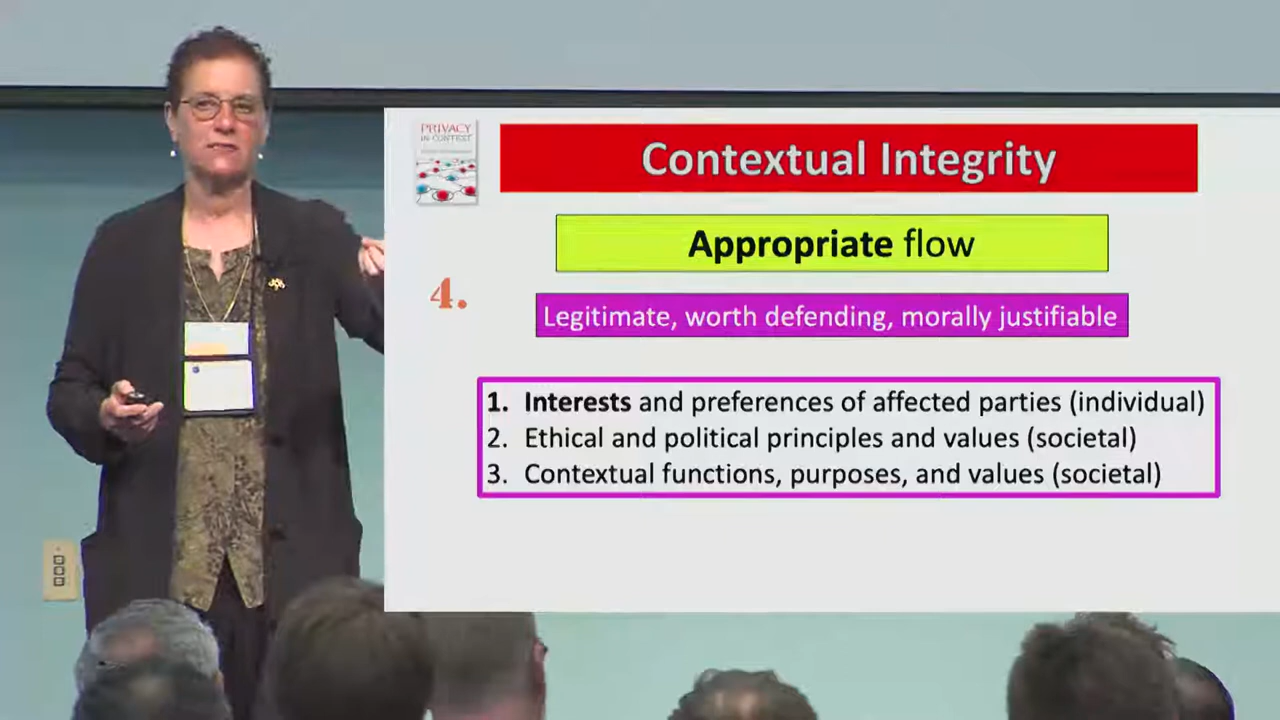 PRIVACY
IN CONTEXT
Contextual Integrity
Appropriate flow
4.
Legitimate, worth defending, morally justifiable
1. Interests and preferences of affected parties (individual)
2. Ethical and political principles and values (societal)
3. Contextual functions, purposes, and values (societal)